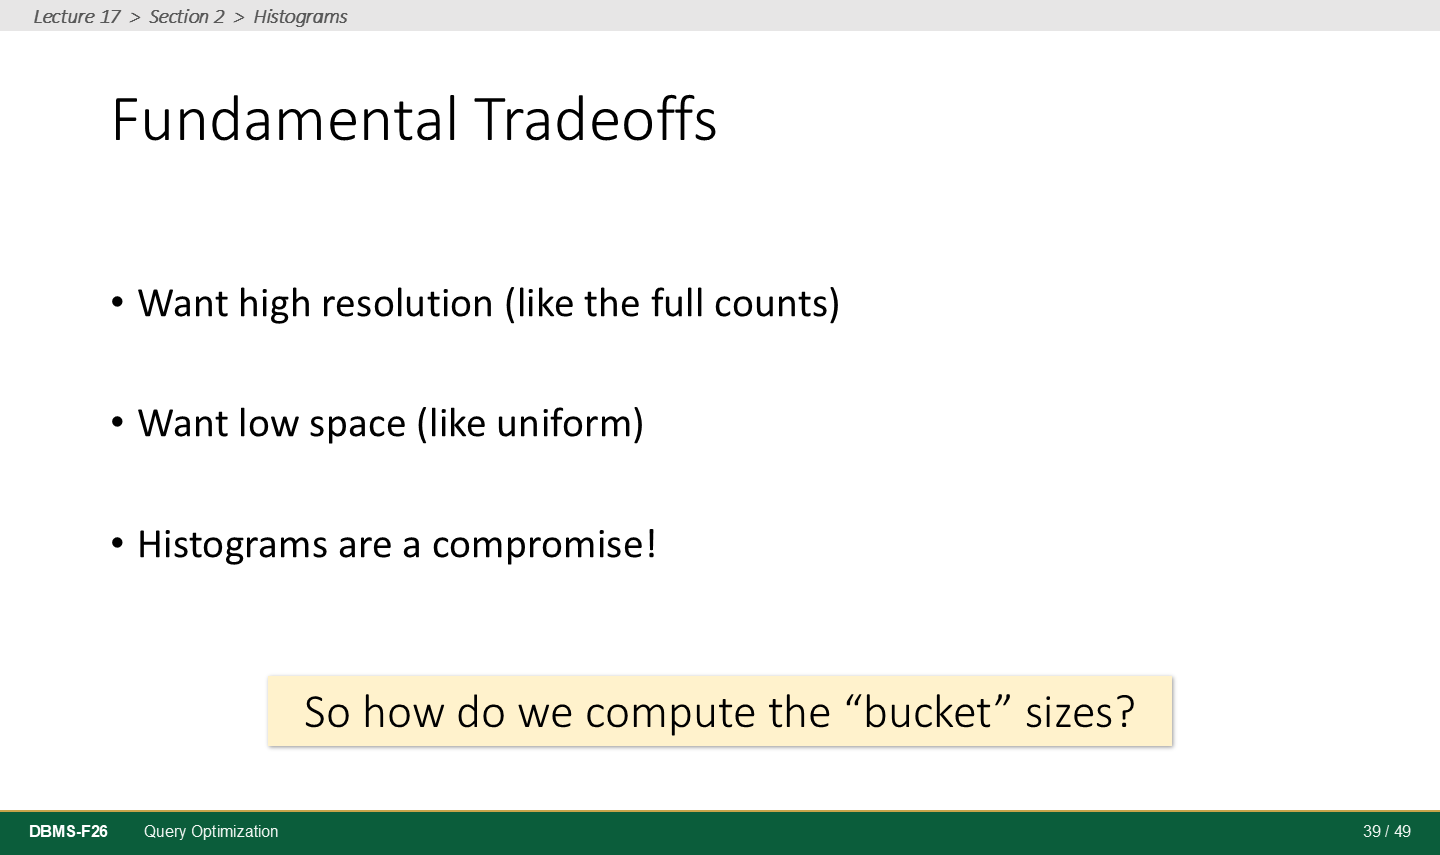 Lecture 17 > Section 2 > Histograms
Fundamental Tradeoffs
• Want high resolution (like the full counts)
• Want low space (like uniform)
• Histograms are a compromise!
So how do we compute the “bucket” sizes?
DBMS-F26 Query Optimization 39 / 49